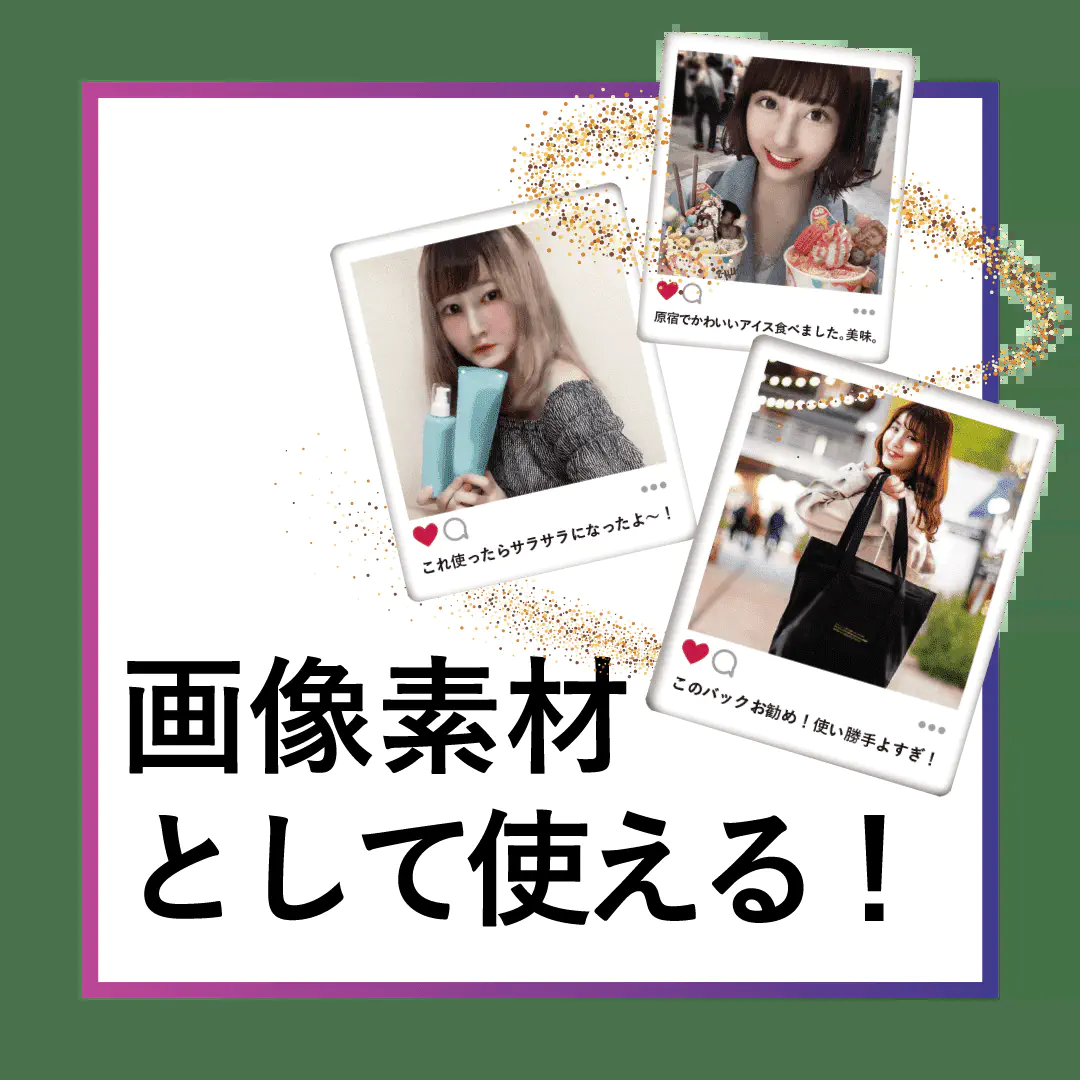 原宿でかわいいアイス食べました。美味。
これ使ったらサラサラになったよ〜！
このバックお勧め！使い勝手よすぎ！
画像素材
として使える！